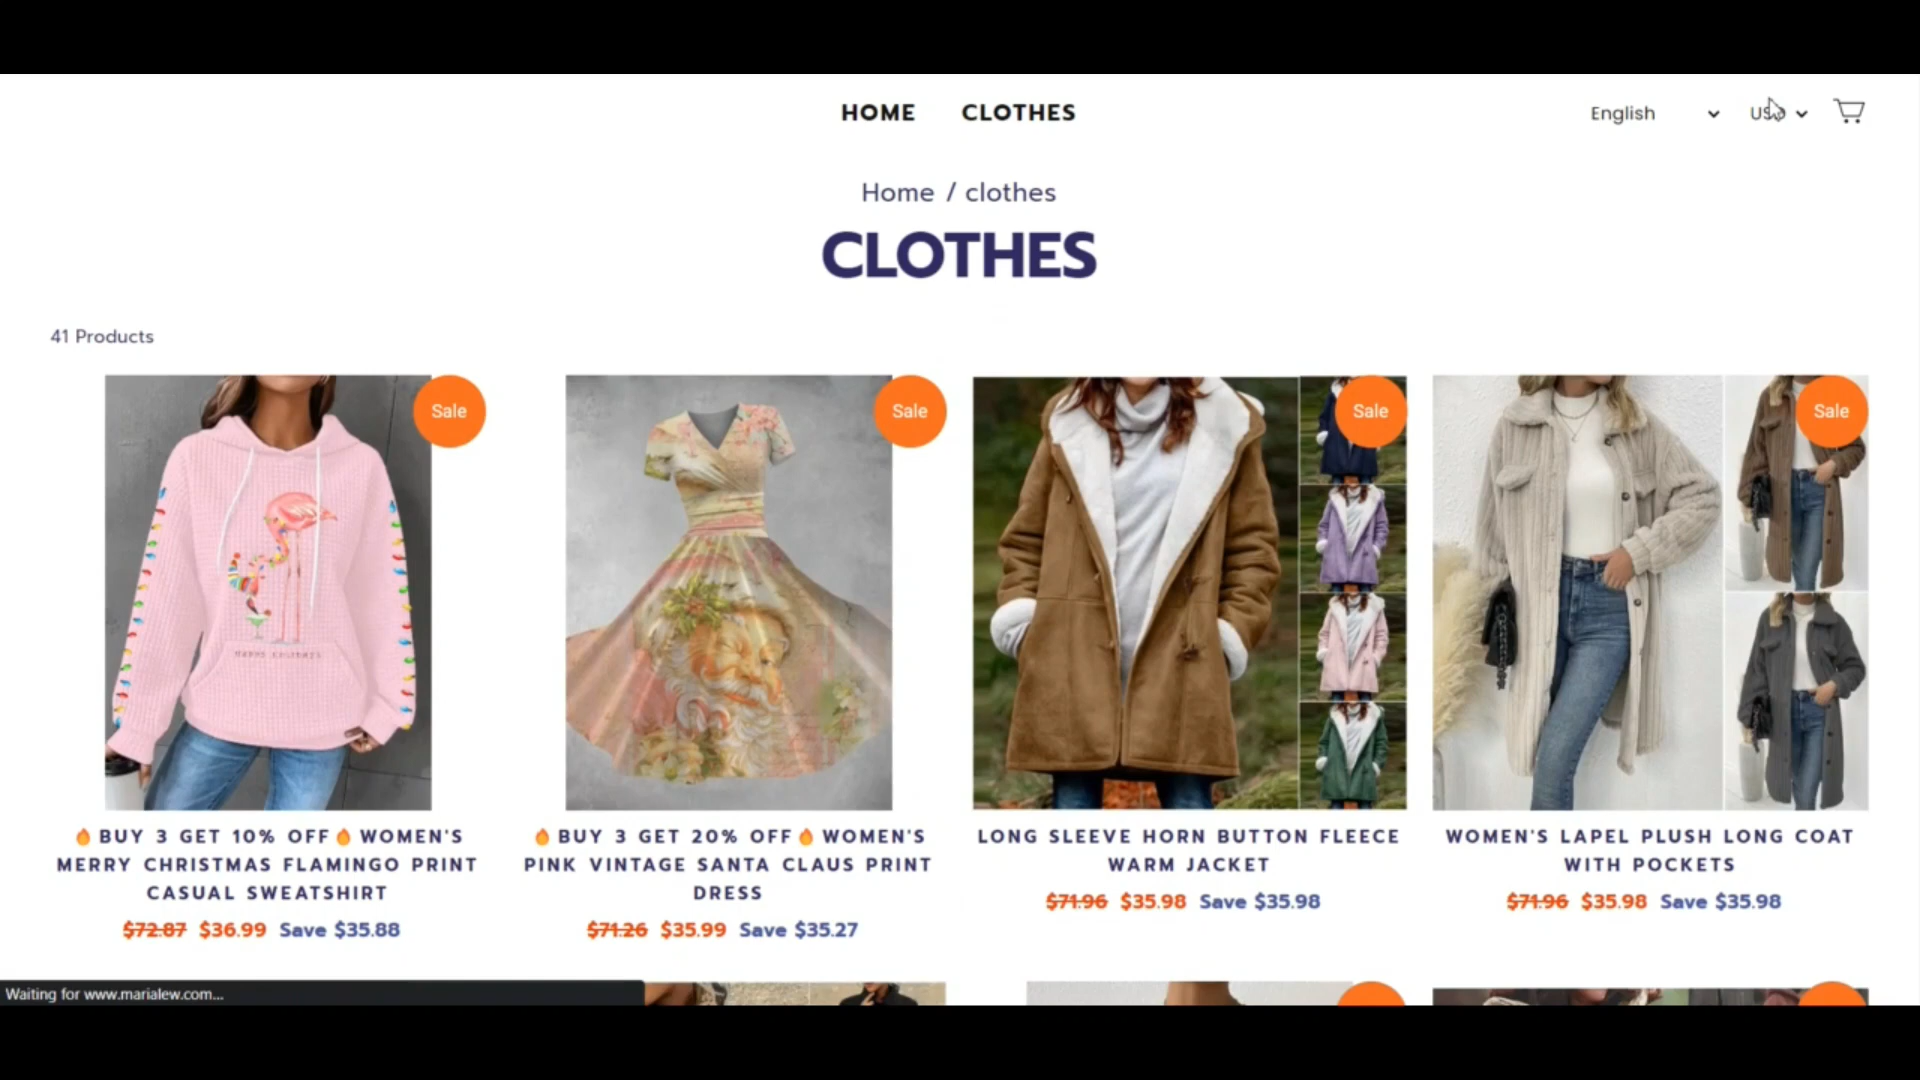 HOME CLOTHES English USD
Home / clothes
CLOTHES
41 Products
Sale Sale Sale Sale
HAPPY HOLIDAYS
🔥BUY 3 GET 10% OFF🔥WOMEN'S
MERRY CHRISTMAS FLAMINGO PRINT
CASUAL SWEATSHIRT
$72.87 $36.99 Save $35.88
🔥BUY 3 GET 20% OFF🔥WOMEN'S
PINK VINTAGE SANTA CLAUS PRINT
DRESS
$71.26 $35.99 Save $35.27
LONG SLEEVE HORN BUTTON FLEECE
WARM JACKET
$71.96 $35.98 Save $35.98
WOMEN'S LAPEL PLUSH LONG COAT
WITH POCKETS
$71.96 $35.98 Save $35.98
Waiting for www.marialew.com...